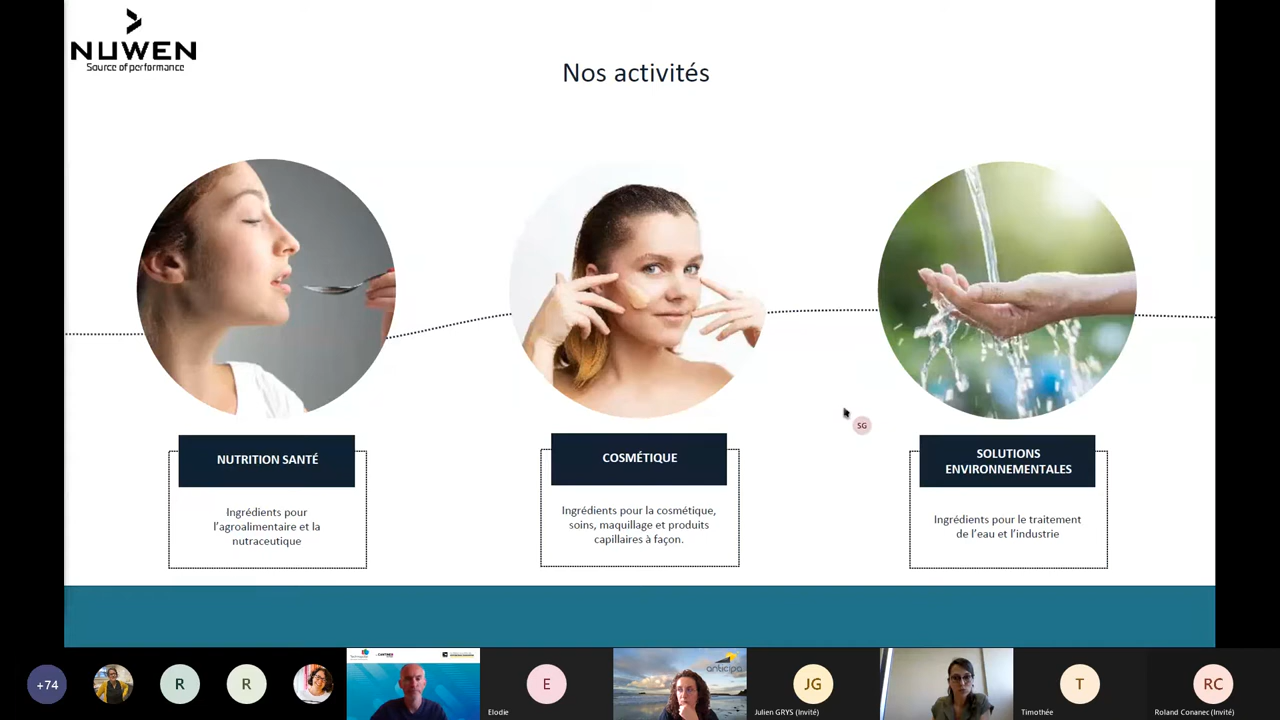 NUWEN
Source of performance
Nos activités
SG
NUTRITION SANTÉ
COSMÉTIQUE
SOLUTIONS
ENVIRONNEMENTALES
Ingrédients pour
l'agroalimentaire et la
nutraceutique
Ingrédients pour la cosmétique,
soins, maquillage et produits
capillaires à façon.
Ingrédients pour le traitement
de l'eau et l'industrie
+74
R
R
E
Elodie
anticipa
JG
Julien GRYS (Invité)
T
Timothée
RC
Roland Conanec (Invité)